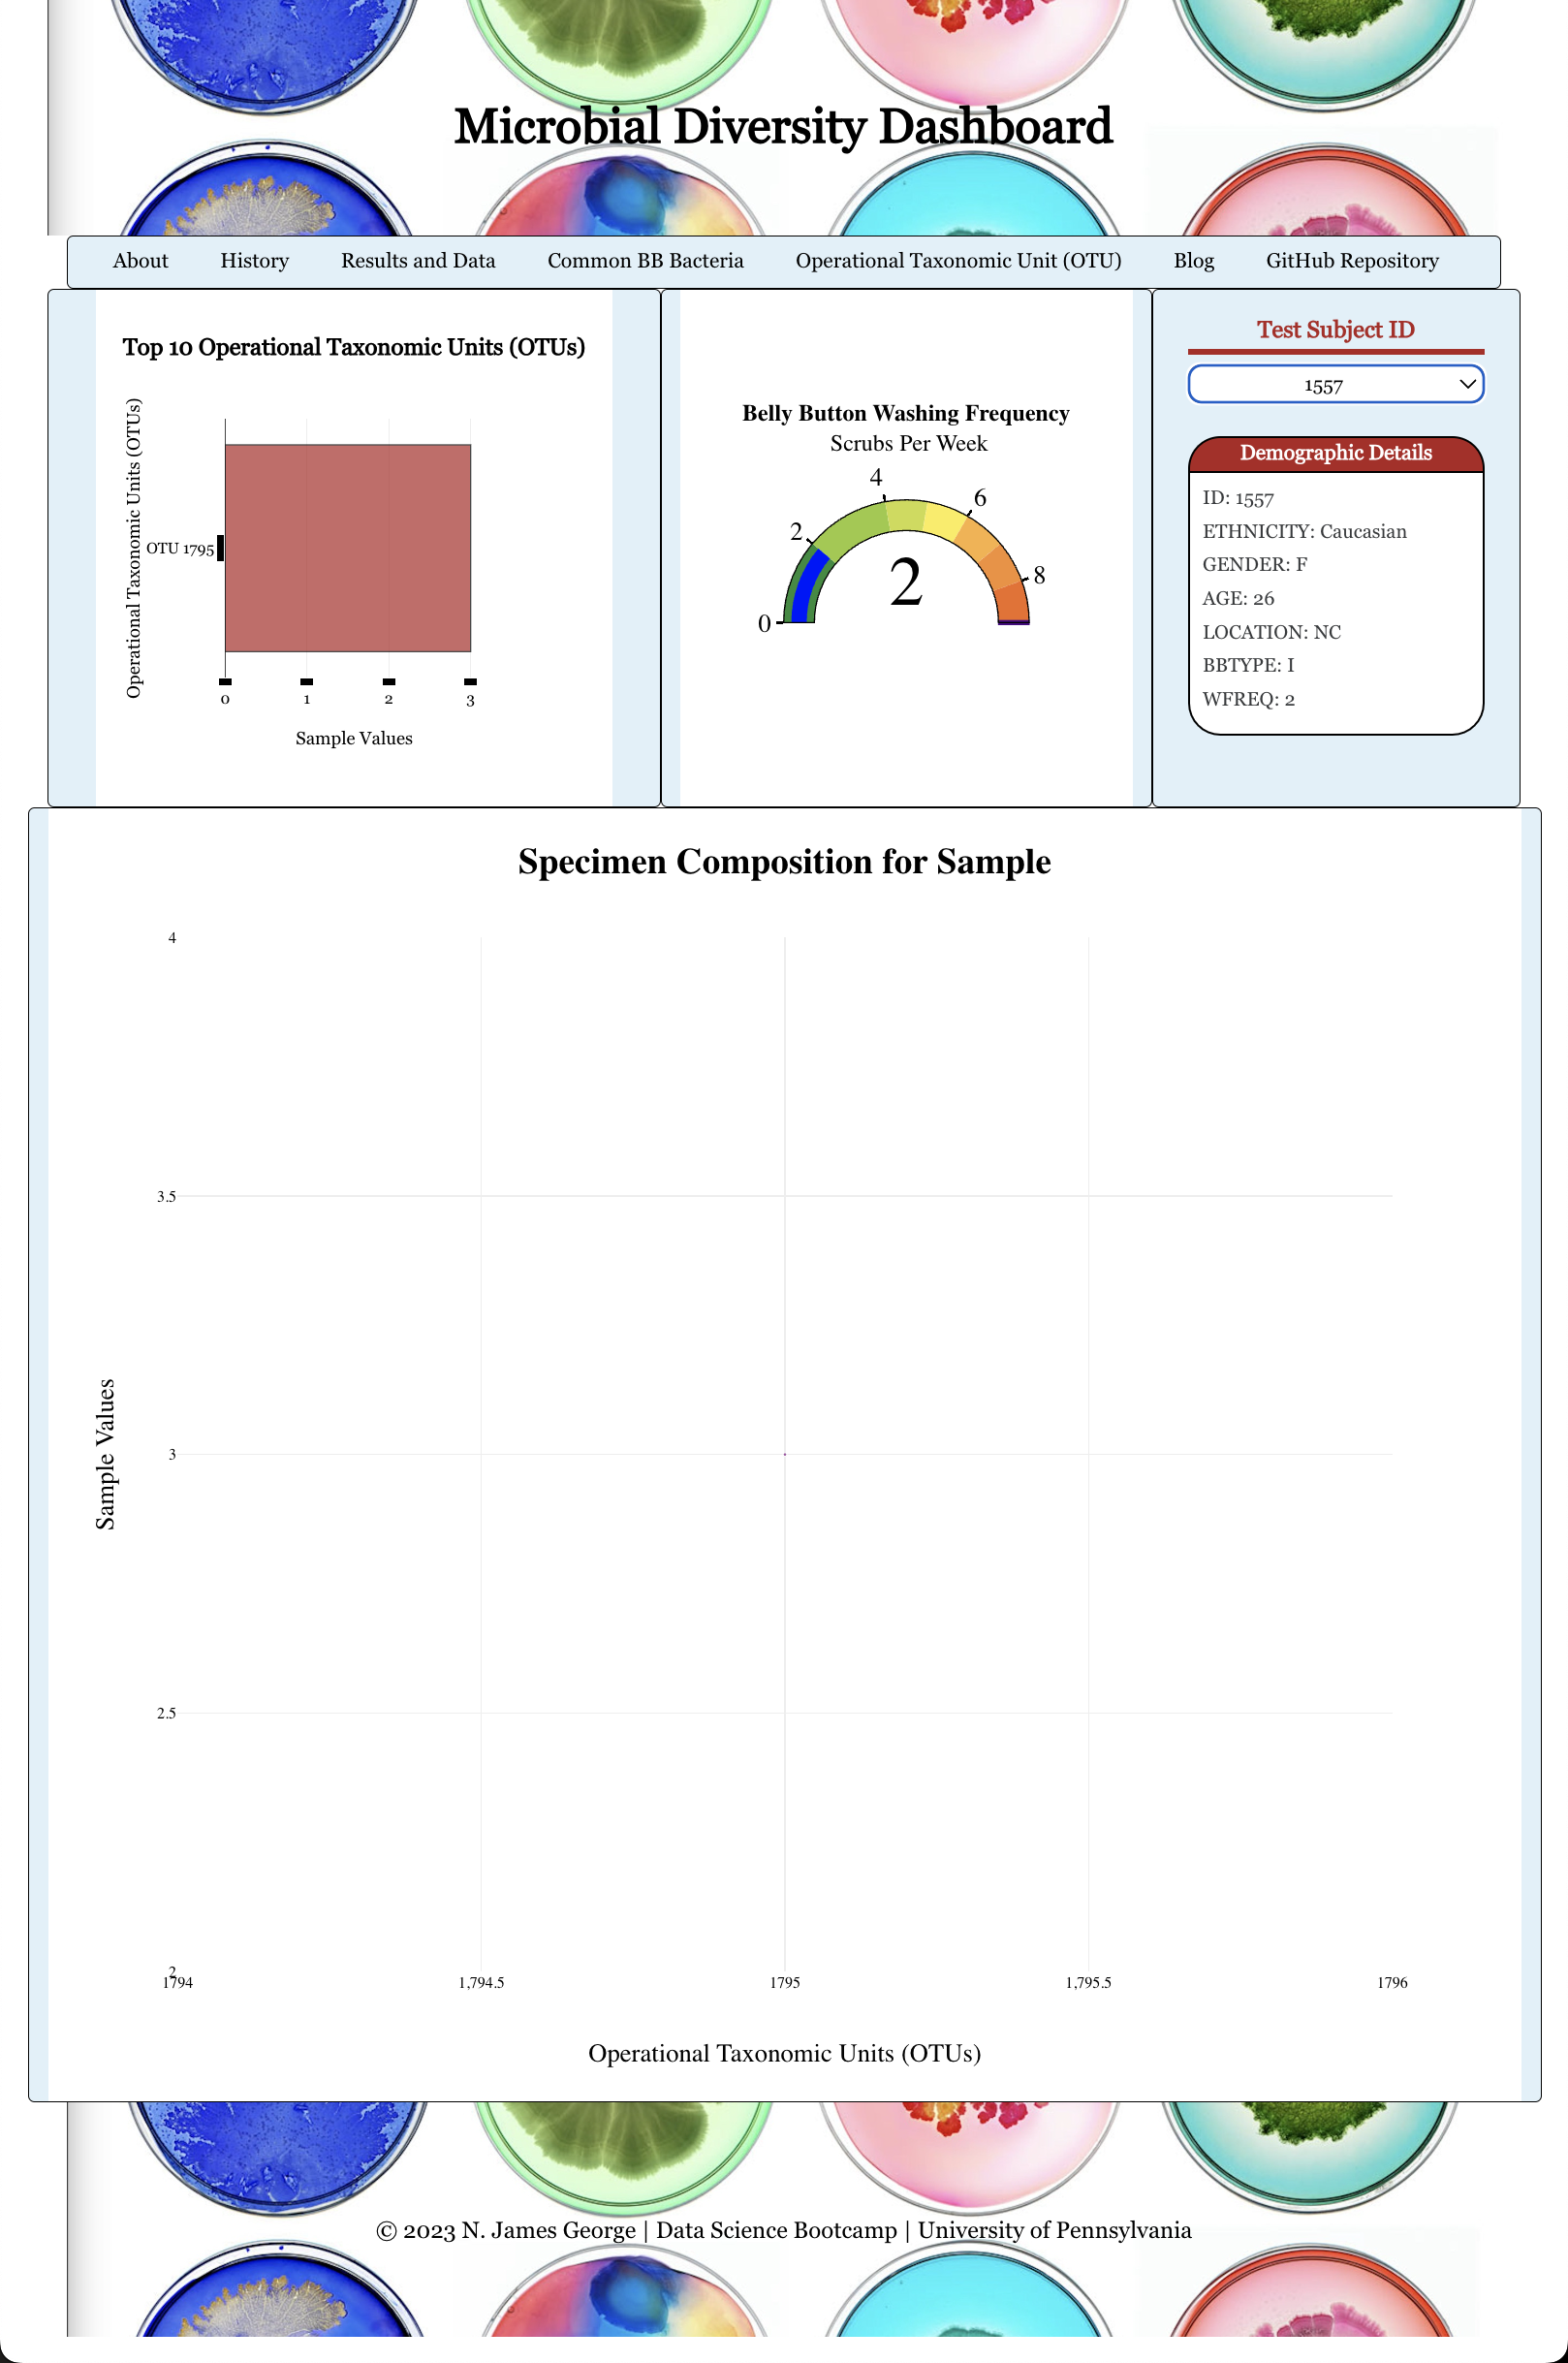 Microbial Diversity Dashboard
About History Results and Data Common BB Bacteria Operational Taxonomic Unit (OTU) Blog GitHub Repository
Top 10 Operational Taxonomic Units (OTUs)
Operational Taxonomic Units (OTUs)
OTU 1795
0 1 2 3
Sample Values
Belly Button Washing Frequency
Scrubs Per Week
0
2
4
6
8
2
Test Subject ID
1557
Demographic Details
ID: 1557
ETHNICITY: Caucasian
GENDER: F
AGE: 26
LOCATION: NC
BBTYPE: I
WFREQ: 2
Specimen Composition for Sample
Sample Values
4
3.5
3
2.5
2
1794 1,794.5 1795 1,795.5 1796
Operational Taxonomic Units (OTUs)
© 2023 N. James George | Data Science Bootcamp | University of Pennsylvania